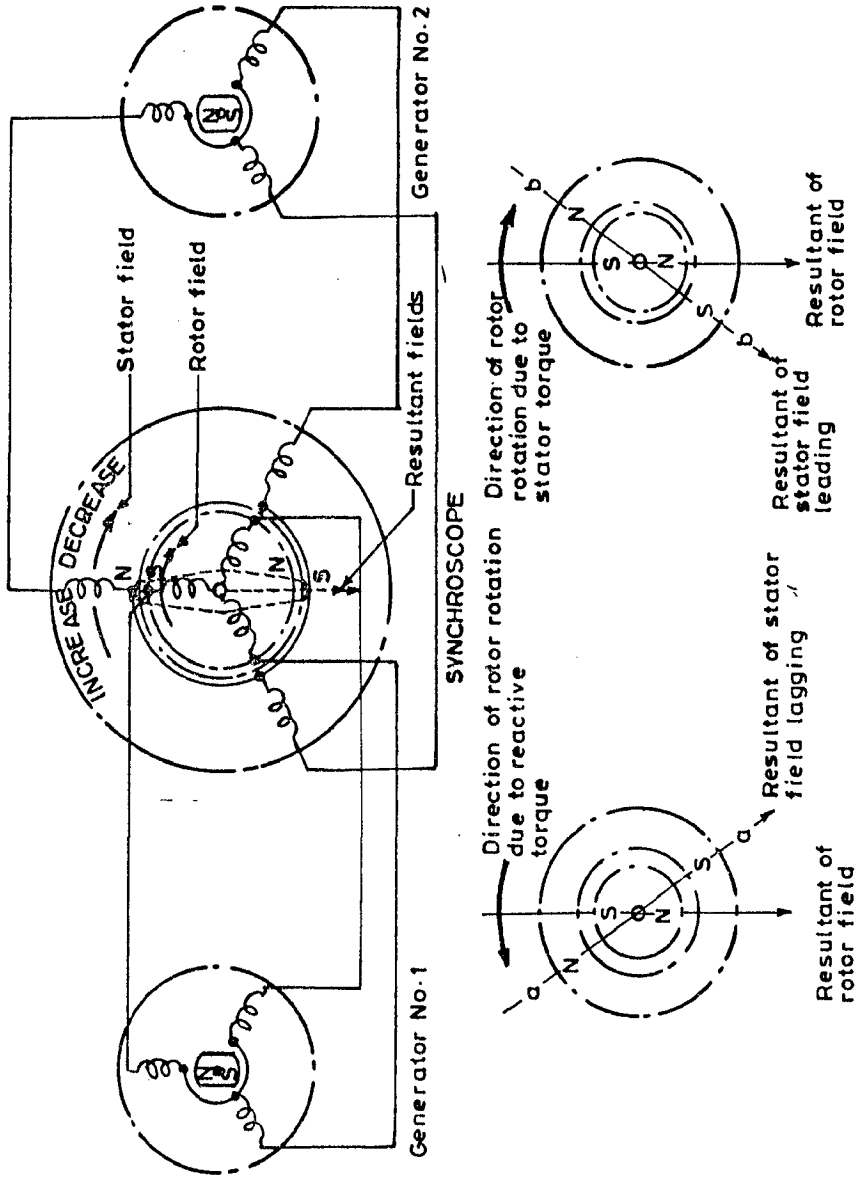 INCREASE
DECREASE
Stator field
Rotor field
N
S
N
S
Resultant fields
N
S
N
S
Generator No·1
Generator No·2
SYNCHROSCOPE
Direction of rotor rotation
due to reactive
torque
Direction of rotor
rotation due to
stator torque
a
N
S
N
S
a
Resultant of stator
field lagging
Resultant of
rotor field
b
N
S
N
S
b
Resultant of
stator field
leading
Resultant of
rotor field